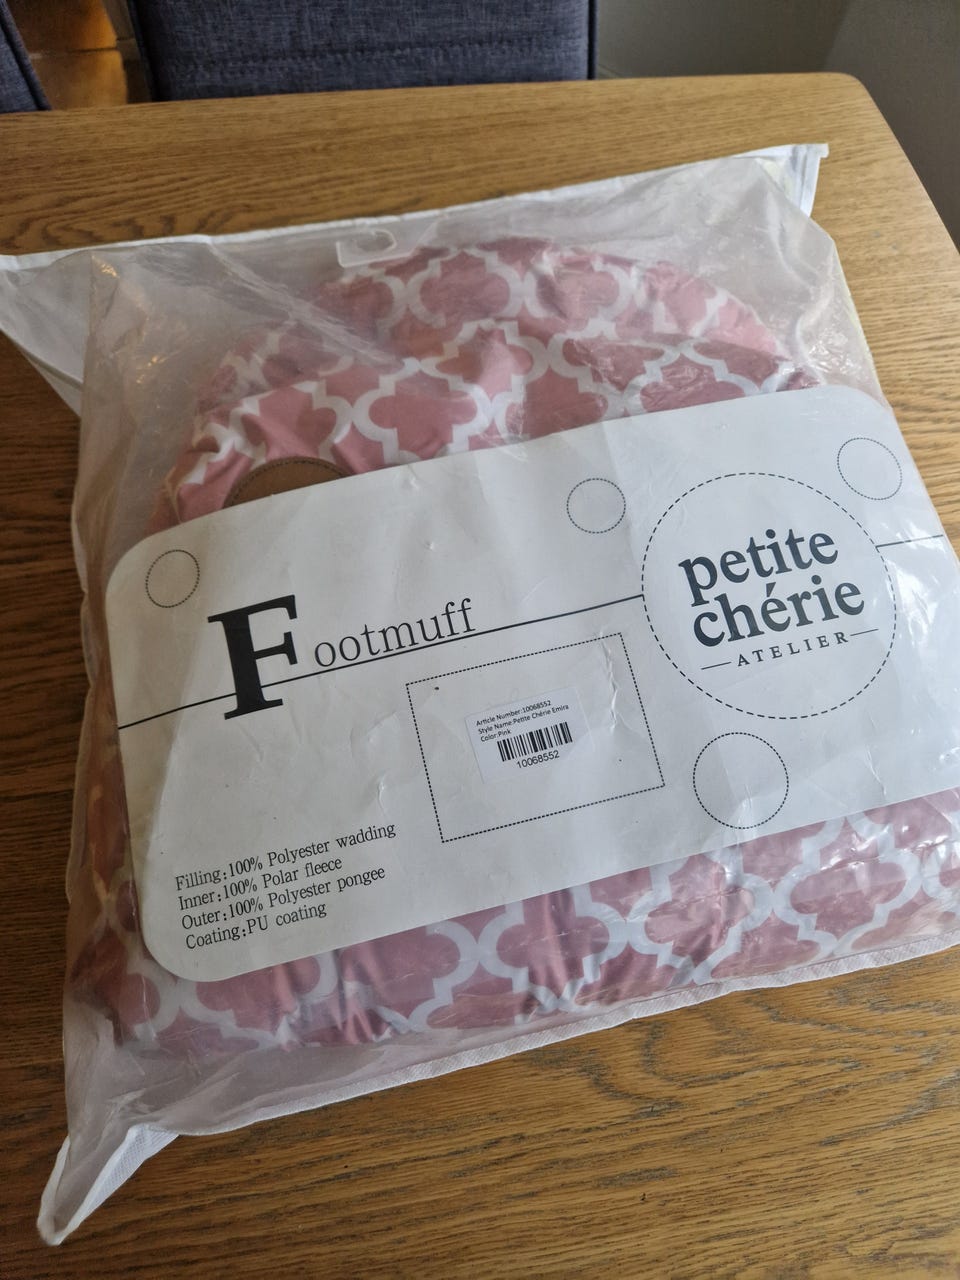 Footmuff
petite
chérie
ATELIER
Article Number:10068552
Style Name:Petite Chérie Emira
Color:Pink
10068552
Filling:100% Polyester wadding
Inner:100% Polar fleece
Outer:100% Polyester pongee
Coating:PU coating